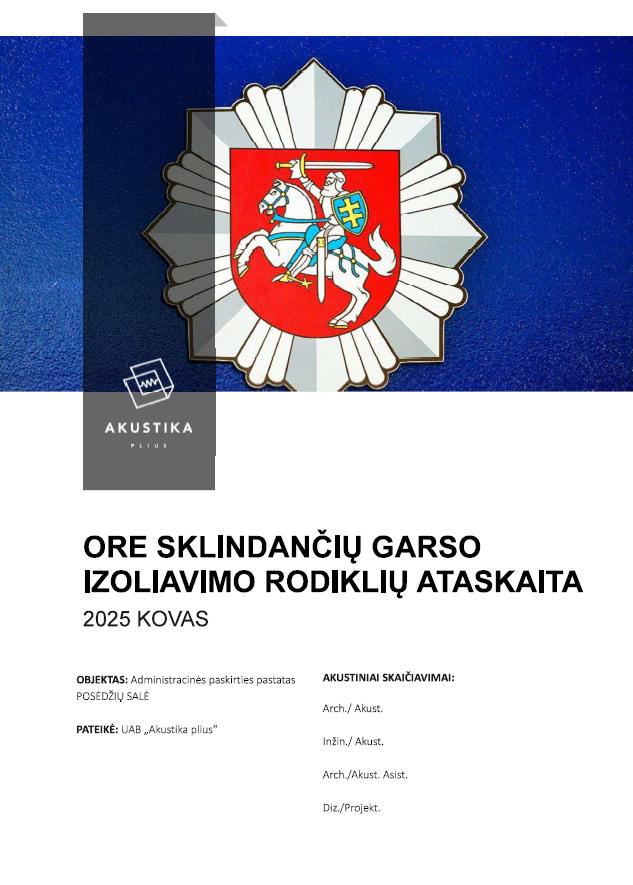 AKUSTIKA
PLIUS
ORE SKLINDANČIŲ GARSO
IZOLIAVIMO RODIKLIŲ ATASKAITA
2025 KOVAS
OBJEKTAS: Administracinės paskirties pastatas
POSĖDŽIŲ SALĖ
PATEIKĖ: UAB „Akustika plius”
AKUSTINIAI SKAIČIAVIMAI:
Arch./ Akust.
Inžin./ Akust.
Arch./Akust. Asist.
Diz./Projekt.